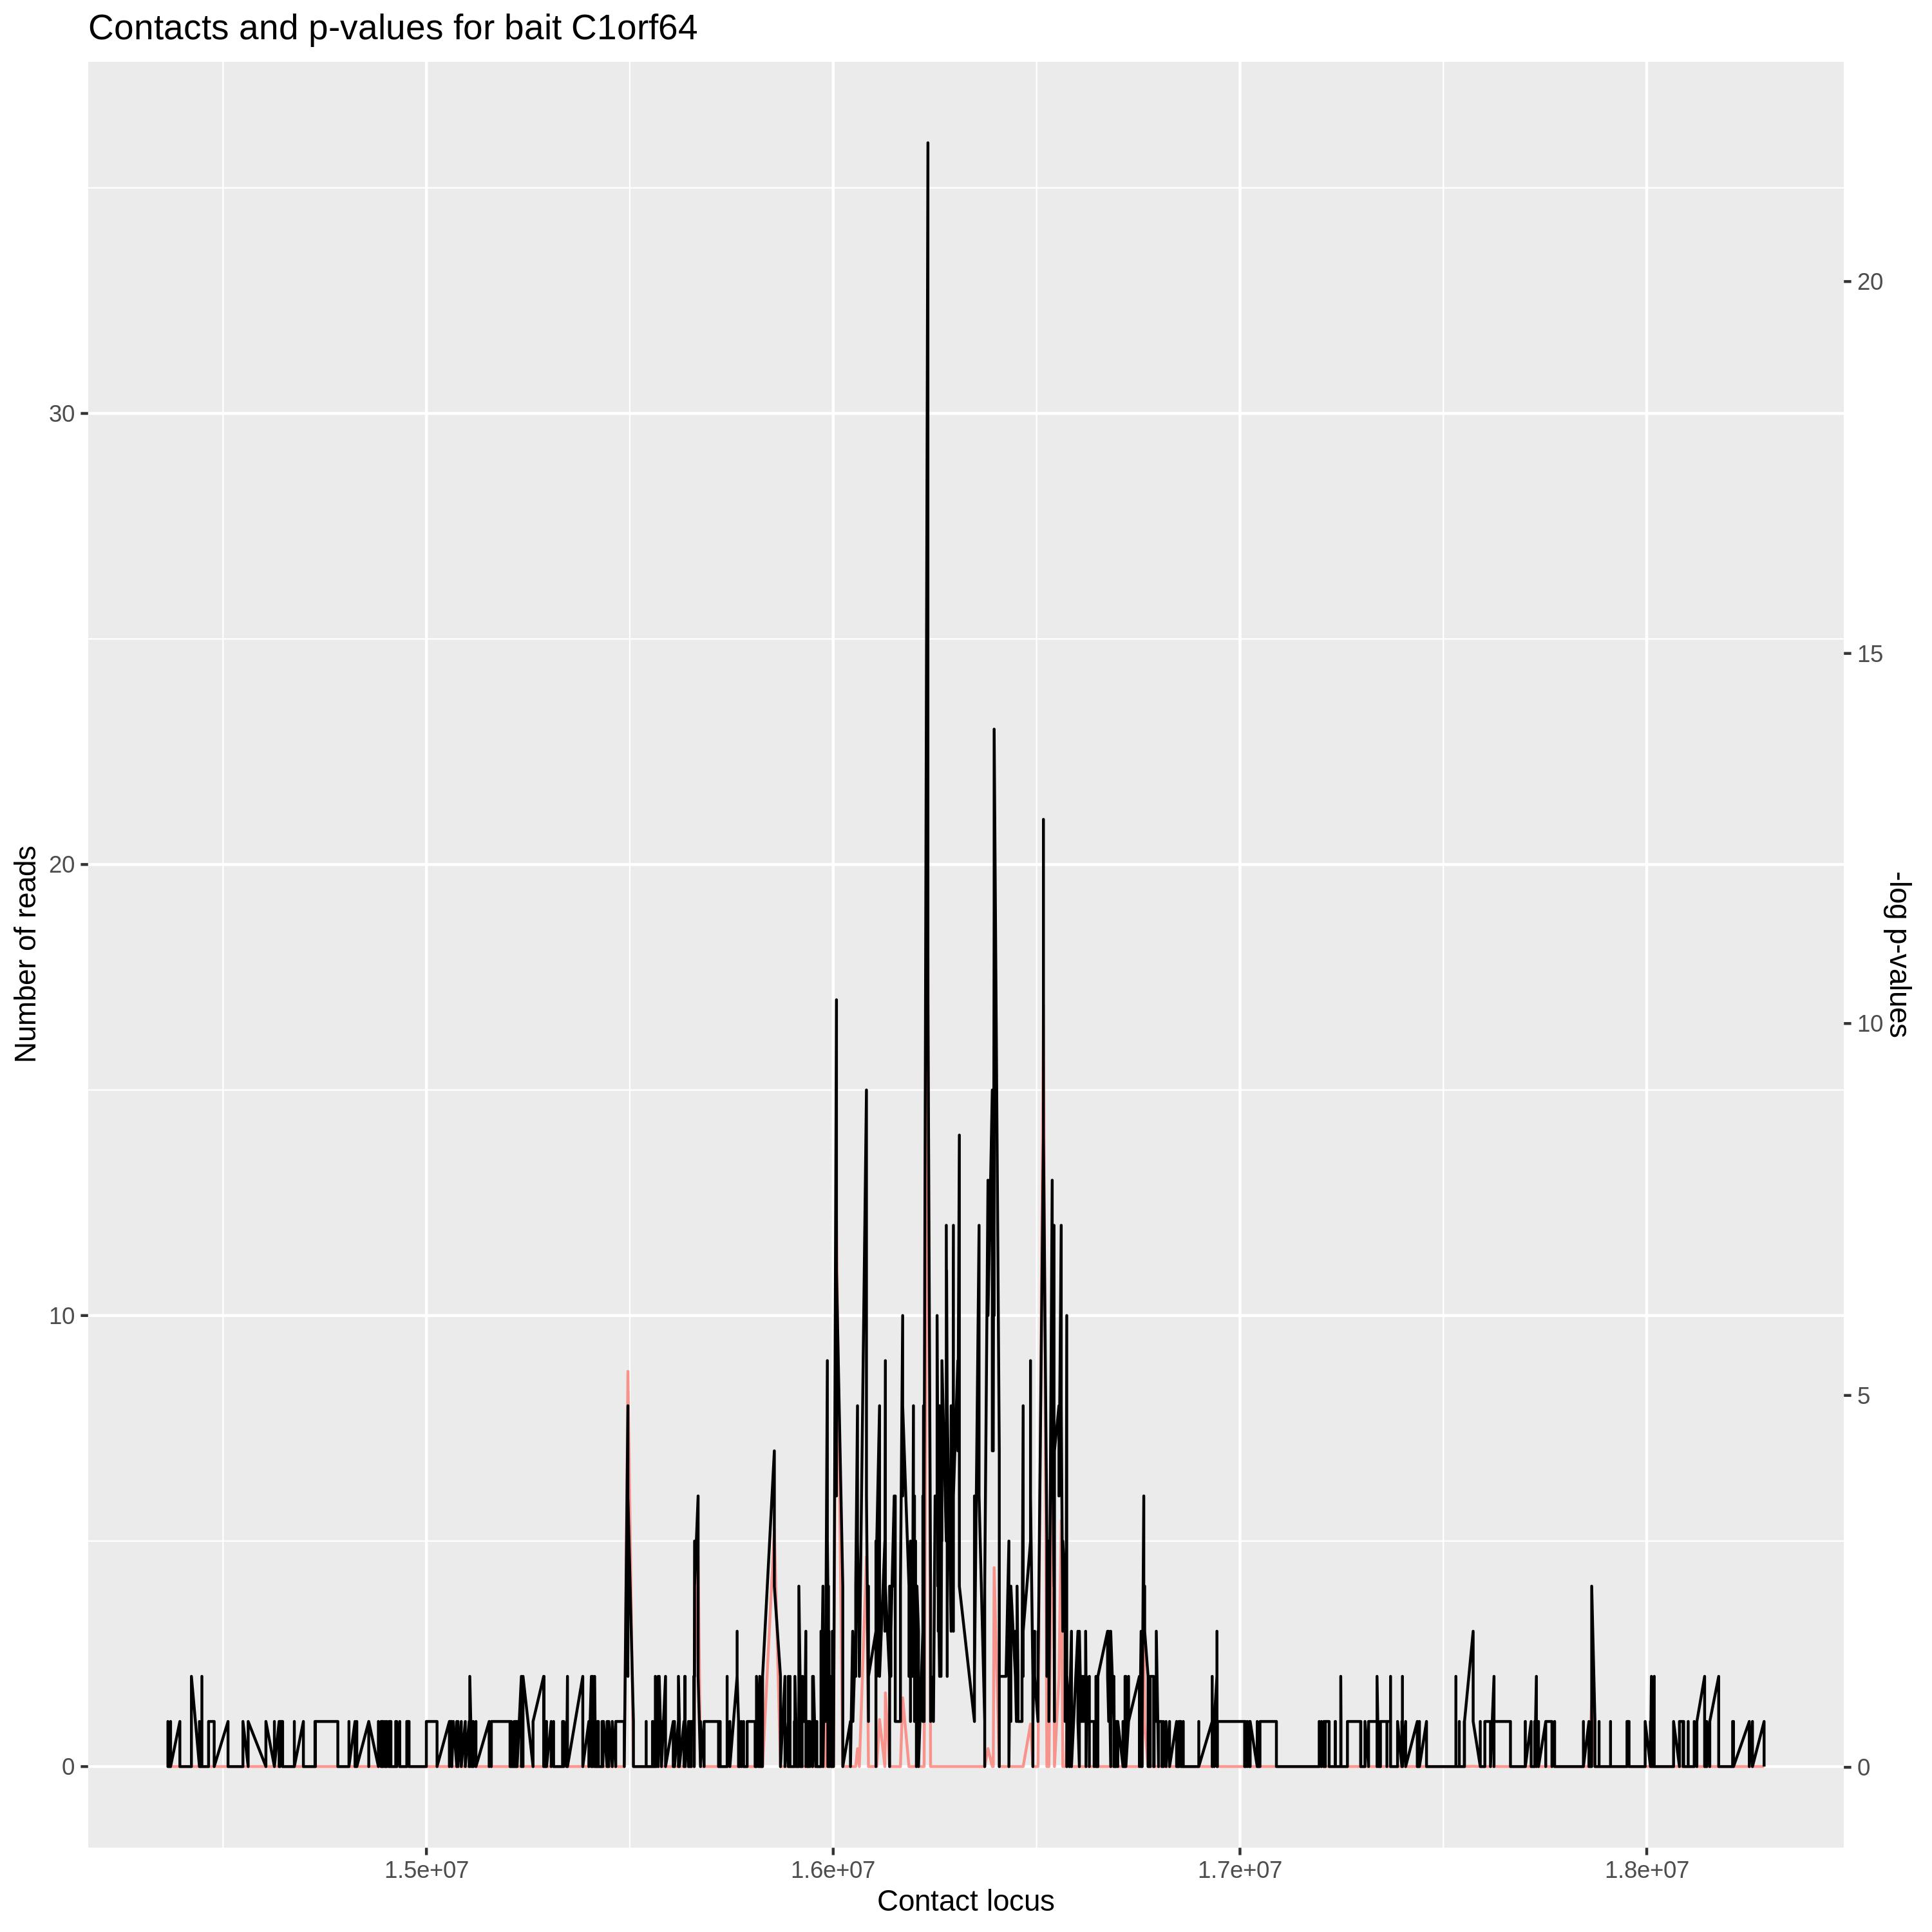 Contacts and p-values for bait C1orf64
Number of reads
30
20
10
0
20
15
10
5
0
-log p-values
1.5e+07 1.6e+07 1.7e+07 1.8e+07
Contact locus